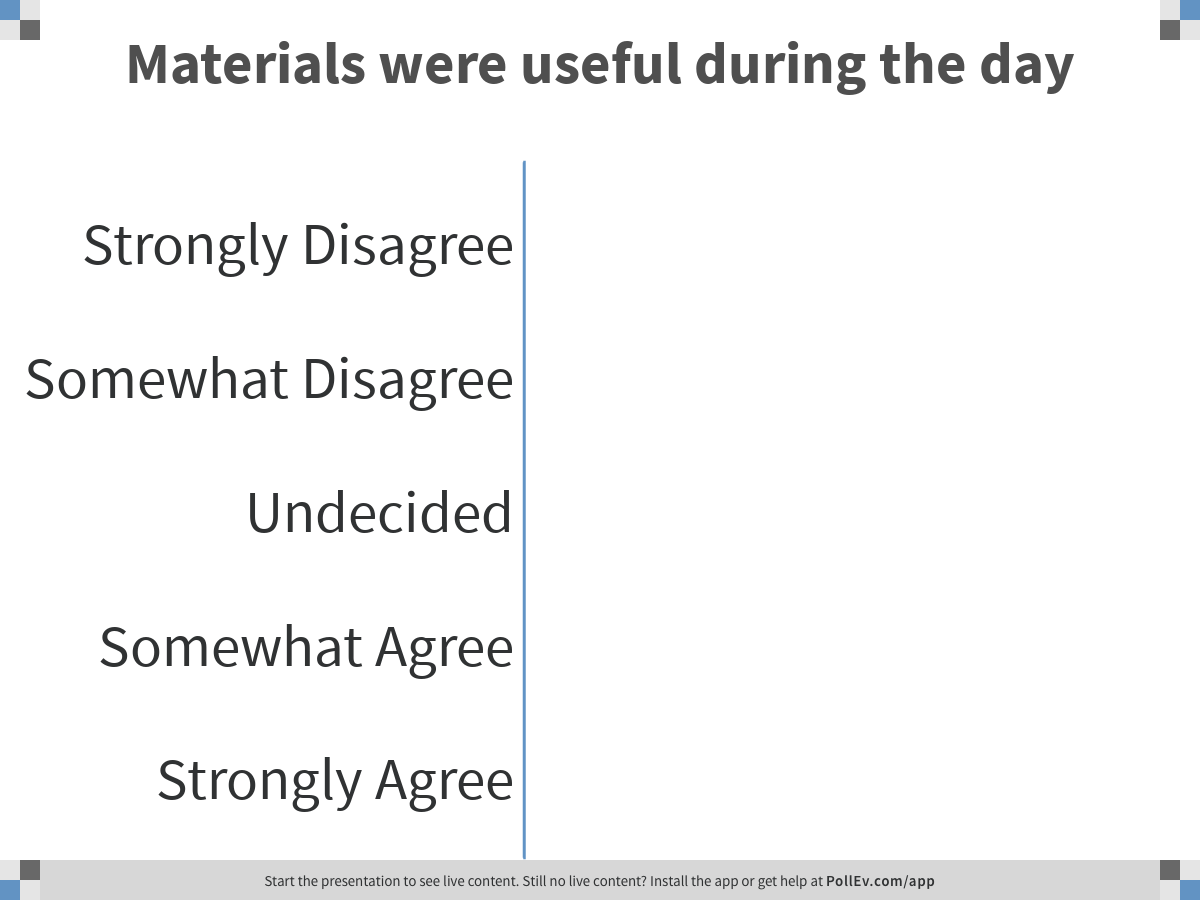 Materials were useful during the day
Strongly Disagree
Somewhat Disagree
Undecided
Somewhat Agree
Strongly Agree
Start the presentation to see live content. Still no live content? Install the app or get help at PollEv.com/app